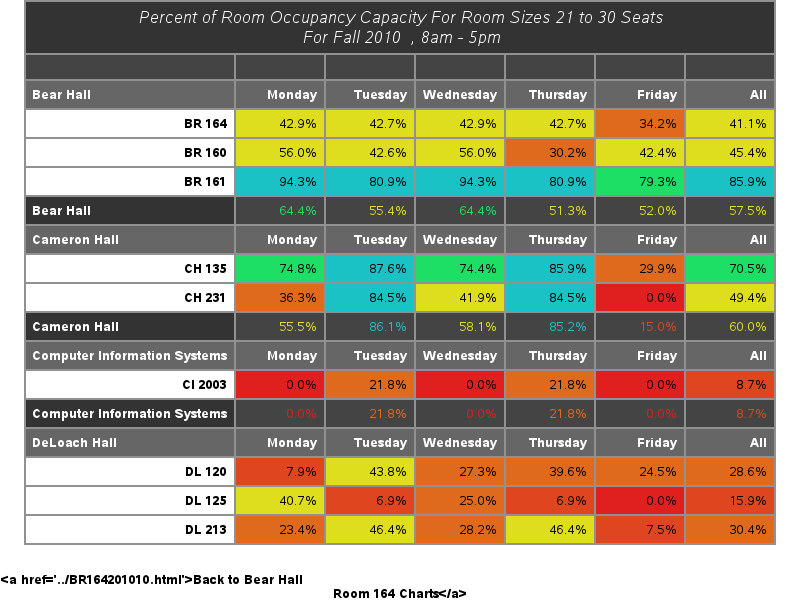 Percent of Room Occupancy Capacity For Room Sizes 21 to 30 Seats
For Fall 2010  , 8am - 5pm
Bear Hall Monday Tuesday Wednesday Thursday Friday All
BR 164 42.9% 42.7% 42.9% 42.7% 34.2% 41.1%
BR 160 56.0% 42.6% 56.0% 30.2% 42.4% 45.4%
BR 161 94.3% 80.9% 94.3% 80.9% 79.3% 85.9%
Bear Hall 64.4% 55.4% 64.4% 51.3% 52.0% 57.5%
Cameron Hall Monday Tuesday Wednesday Thursday Friday All
CH 135 74.8% 87.6% 74.4% 85.9% 29.9% 70.5%
CH 231 36.3% 84.5% 41.9% 84.5% 0.0% 49.4%
Cameron Hall 55.5% 86.1% 58.1% 85.2% 15.0% 60.0%
Computer Information Systems Monday Tuesday Wednesday Thursday Friday All
CI 2003 0.0% 21.8% 0.0% 21.8% 0.0% 8.7%
Computer Information Systems 0.0% 21.8% 0.0% 21.8% 0.0% 8.7%
DeLoach Hall Monday Tuesday Wednesday Thursday Friday All
DL 120 7.9% 43.8% 27.3% 39.6% 24.5% 28.6%
DL 125 40.7% 6.9% 25.0% 6.9% 0.0% 15.9%
DL 213 23.4% 46.4% 28.2% 46.4% 7.5% 30.4%
<a href='../BR164201010.html'>Back to Bear Hall
Room 164 Charts</a>